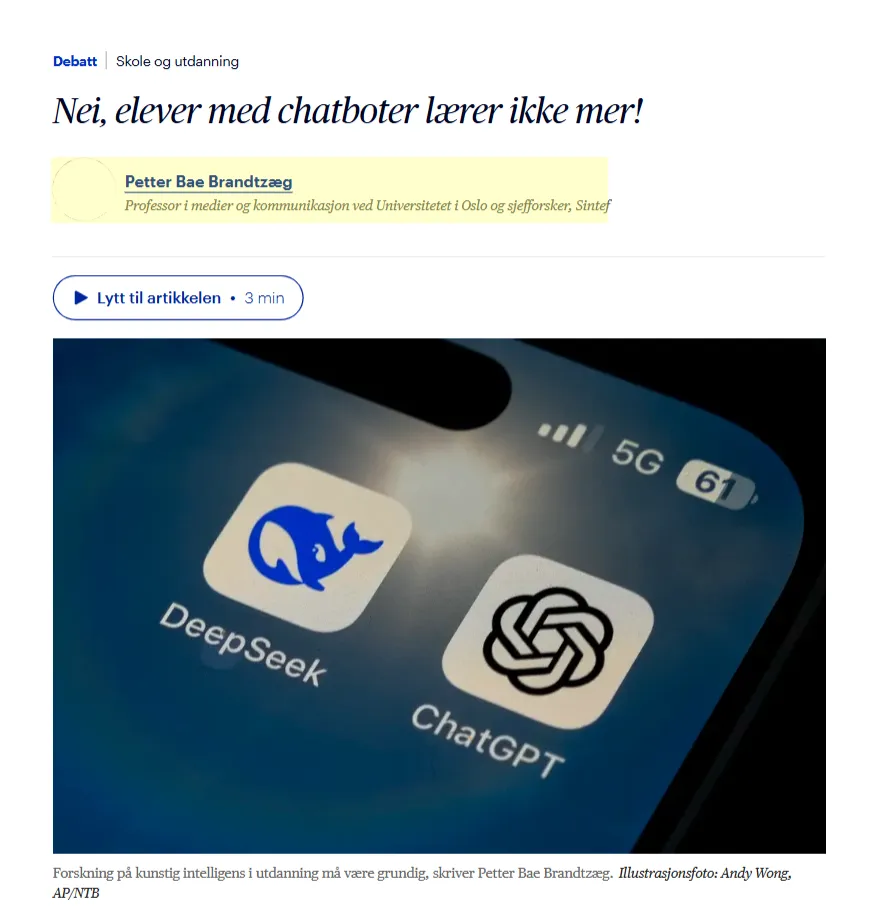 Debatt | Skole og utdanning
Nei, elever med chatboter lærer ikke mer!
Petter Bae Brandtzæg
Professor i medier og kommunikasjon ved Universitetet i Oslo og sjefforsker, Sintef
Lytt til artikkelen • 3 min
5G 61
DeepSeek
ChatGPT
Forskning på kunstig intelligens i utdanning må være grundig, skriver Petter Bae Brandtzæg. Illustrasjonsfoto: Andy Wong,
AP/NTB